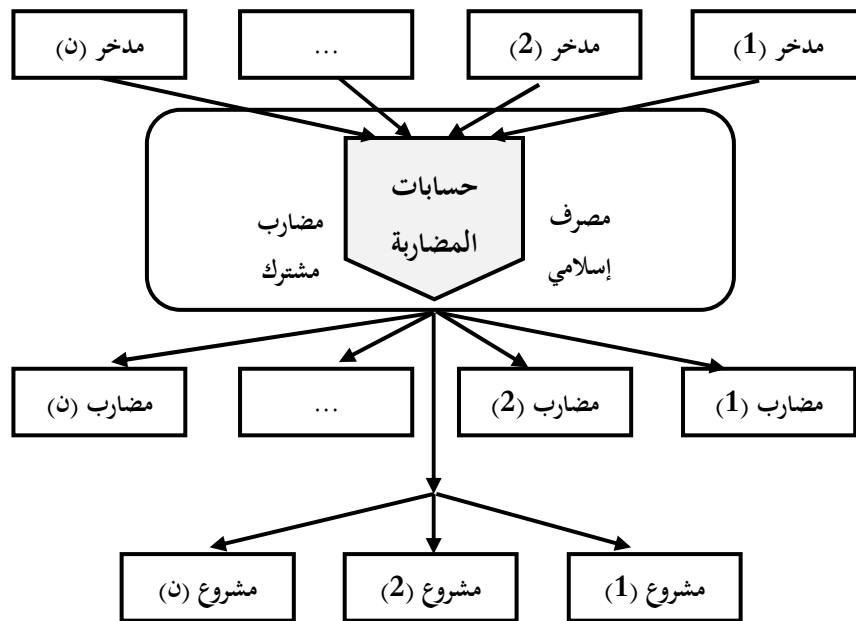 مدخر (1)
مدخر (2)
...
مدخر (ن)
حسابات
المضاربة
مصرف
إسلامي
مضارب
مشترك
مضارب (1)
مضارب (2)
...
مضارب (ن)
مشروع (1)
مشروع (2)
مشروع (ن)